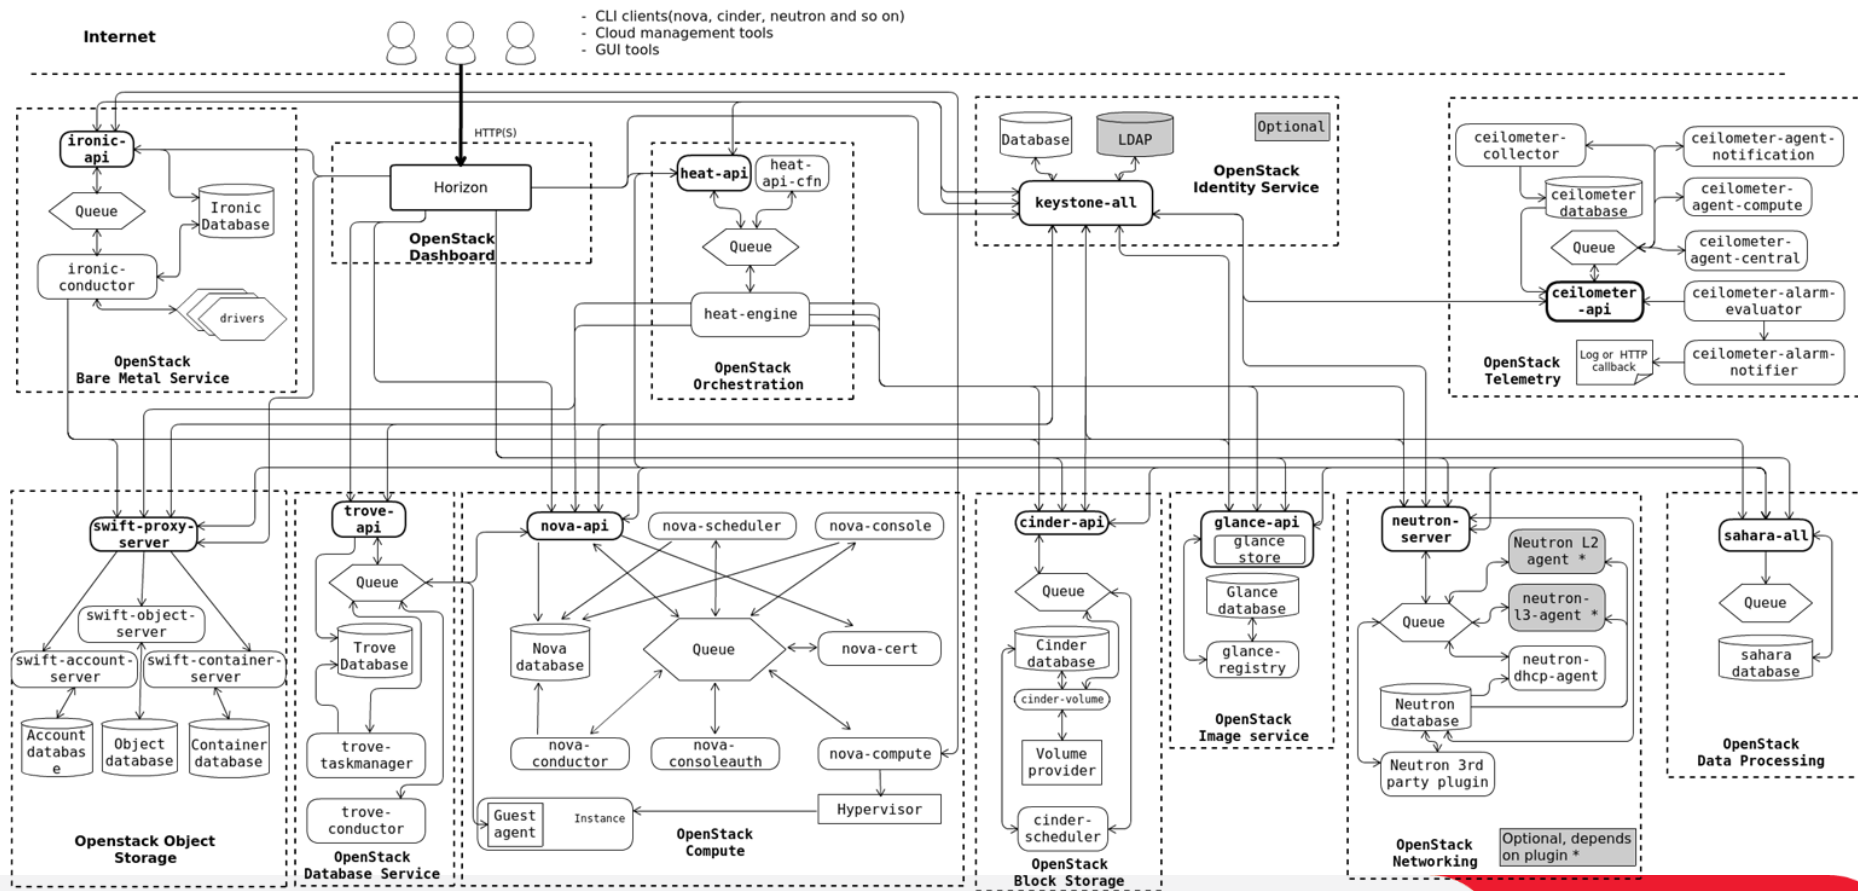 Internet
- CLI clients(nova, cinder, neutron and so on)
- Cloud management tools
- GUI tools
HTTP(S)
ironic-
api
Queue
Ironic
Database
ironic-
conductor
drivers
OpenStack
Bare Metal Service
Horizon
OpenStack
Dashboard
heat-api
heat-
api-cfn
Queue
heat-engine
OpenStack
Orchestration
Database
LDAP
Optional
OpenStack
Identity Service
keystone-all
ceilometer-
collector
ceilometer-agent-
notification
ceilometer
database
ceilometer-
agent-compute
Queue
ceilometer-
agent-central
ceilometer
-api
ceilometer-alarm-
evaluator
Log or HTTP
callback
ceilometer-alarm-
notifier
OpenStack
Telemetry
swift-proxy-
server
swift-object-
server
swift-account-
server
swift-container-
server
Account
databas
e
Object
database
Container
database
Openstack Object
Storage
trove-
api
Queue
Trove
Database
trove-
taskmanager
trove-
conductor
OpenStack
Database Service
nova-api
nova-scheduler
nova-console
Nova
database
Queue
nova-cert
nova-
conductor
nova-
consoleauth
nova-compute
Guest
agent
Instance
Hypervisor
OpenStack
Compute
cinder-api
Queue
Cinder
database
cinder-volume
Volume
provider
cinder-
scheduler
OpenStack
Block Storage
glance-api
glance
store
Glance
database
glance-
registry
OpenStack
Image service
neutron-
server
Neutron L2
agent *
neutron-
l3-agent *
Queue
neutron-
dhcp-agent
Neutron
database
Neutron 3rd
party plugin
OpenStack
Networking
Optional, depends
on plugin *
sahara-all
Queue
sahara
database
OpenStack
Data Processing